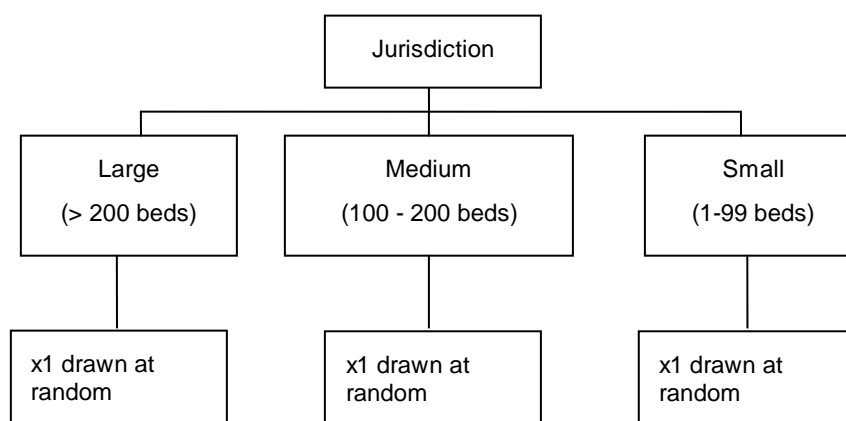 Jurisdiction
Large
(> 200 beds)
Medium
(100 - 200 beds)
Small
(1-99 beds)
x1 drawn at
random
x1 drawn at
random
x1 drawn at
random